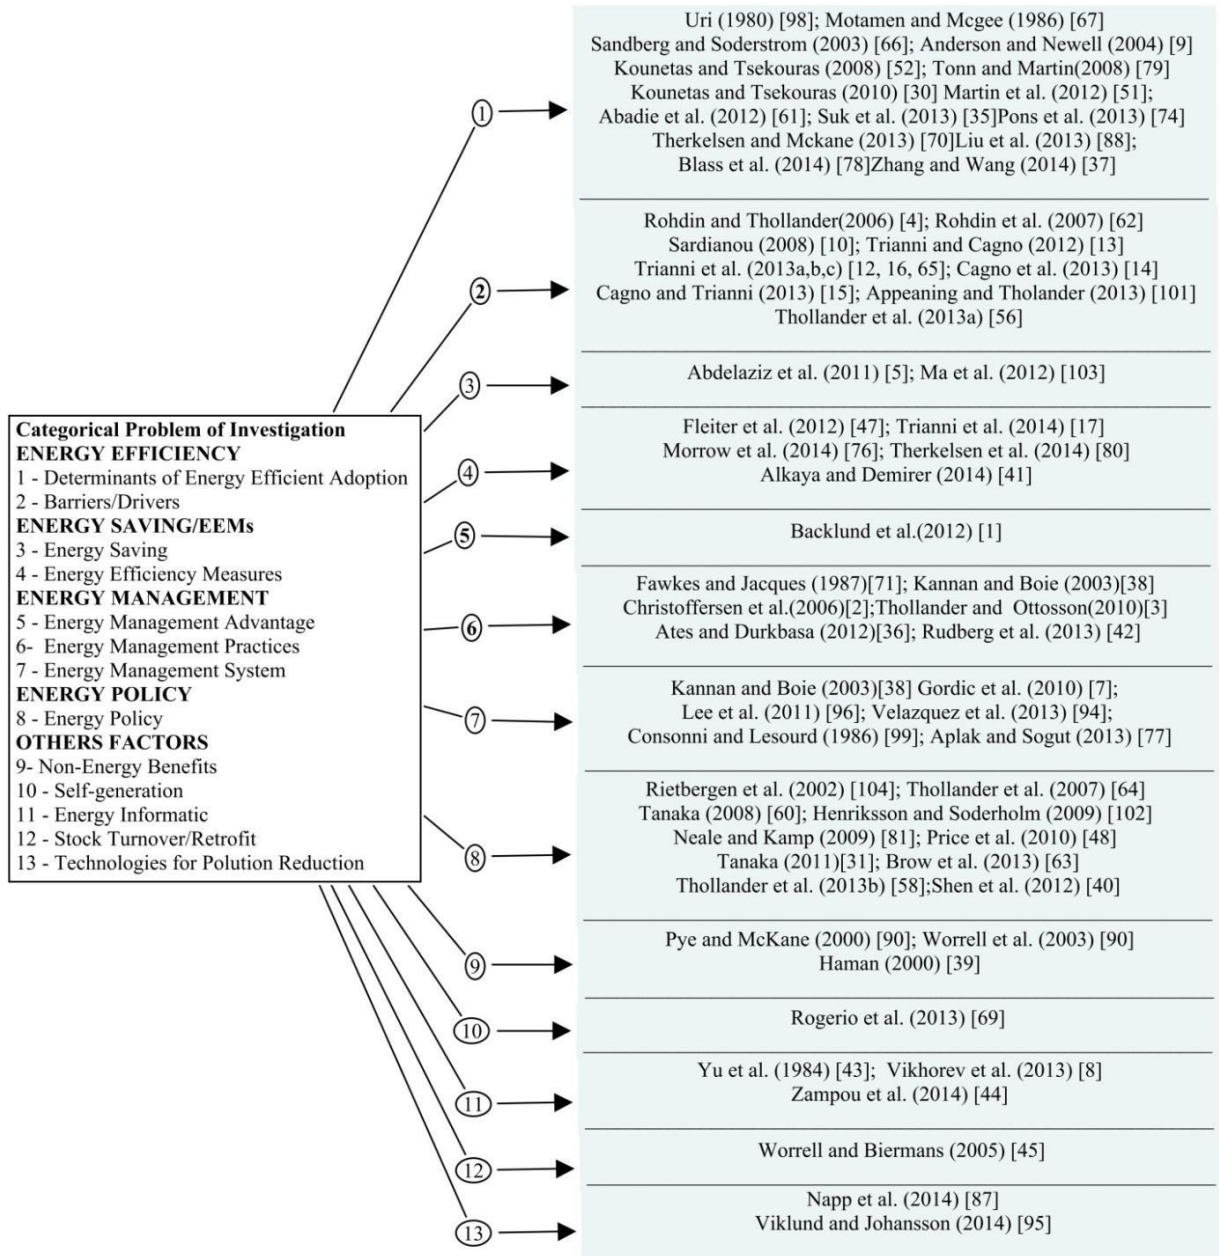 Categorical Problem of Investigation
ENERGY EFFICIENCY
1 - Determinants of Energy Efficient Adoption
2 - Barriers/Drivers
ENERGY SAVING/EEMs
3 - Energy Saving
4 - Energy Efficiency Measures
ENERGY MANAGEMENT
5 - Energy Management Advantage
6- Energy Management Practices
7 - Energy Management System
ENERGY POLICY
8 - Energy Policy
OTHERS FACTORS
9- Non-Energy Benefits
10 - Self-generation
11 - Energy Informatic
12 - Stock Turnover/Retrofit
13 - Technologies for Polution Reduction
1
Uri (1980) [98]; Motamen and Mcgee (1986) [67]
Sandberg and Soderstrom (2003) [66]; Anderson and Newell (2004) [9]
Kounetas and Tsekouras (2008) [52]; Tonn and Martin(2008) [79]
Kounetas and Tsekouras (2010) [30] Martin et al. (2012) [51];
Abadie et al. (2012) [61]; Suk et al. (2013) [35]Pons et al. (2013) [74]
Therkelsen and Mckane (2013) [70]Liu et al. (2013) [88];
Blass et al. (2014) [78]Zhang and Wang (2014) [37]
2
Rohdin and Thollander(2006) [4]; Rohdin et al. (2007) [62]
Sardianou (2008) [10]; Trianni and Cagno (2012) [13]
Trianni et al. (2013a,b,c) [12, 16, 65]; Cagno et al. (2013) [14]
Cagno and Trianni (2013) [15]; Appeaning and Tholander (2013) [101]
Thollander et al. (2013a) [56]
3
Abdelaziz et al. (2011) [5]; Ma et al. (2012) [103]
4
Fleiter et al. (2012) [47]; Trianni et al. (2014) [17]
Morrow et al. (2014) [76]; Therkelsen et al. (2014) [80]
Alkaya and Demirer (2014) [41]
5
Backlund et al.(2012) [1]
6
Fawkes and Jacques (1987)[71]; Kannan and Boie (2003)[38]
Christoffersen et al.(2006)[2];Thollander and Ottosson(2010)[3]
Ates and Durkbasa (2012)[36]; Rudberg et al. (2013) [42]
7
Kannan and Boie (2003)[38] Gordic et al. (2010) [7];
Lee et al. (2011) [96]; Velazquez et al. (2013) [94];
Consonni and Lesourd (1986) [99]; Aplak and Sogut (2013) [77]
8
Rietbergen et al. (2002) [104]; Thollander et al. (2007) [64]
Tanaka (2008) [60]; Henriksson and Soderholm (2009) [102]
Neale and Kamp (2009) [81]; Price et al. (2010) [48]
Tanaka (2011)[31]; Brow et al. (2013) [63]
Thollander et al. (2013b) [58];Shen et al. (2012) [40]
9
Pye and McKane (2000) [90]; Worrell et al. (2003) [90]
Haman (2000) [39]
10
Rogerio et al. (2013) [69]
11
Yu et al. (1984) [43]; Vikhorev et al. (2013) [8]
Zampou et al. (2014) [44]
12
Worrell and Biermans (2005) [45]
13
Napp et al. (2014) [87]
Viklund and Johansson (2014) [95]